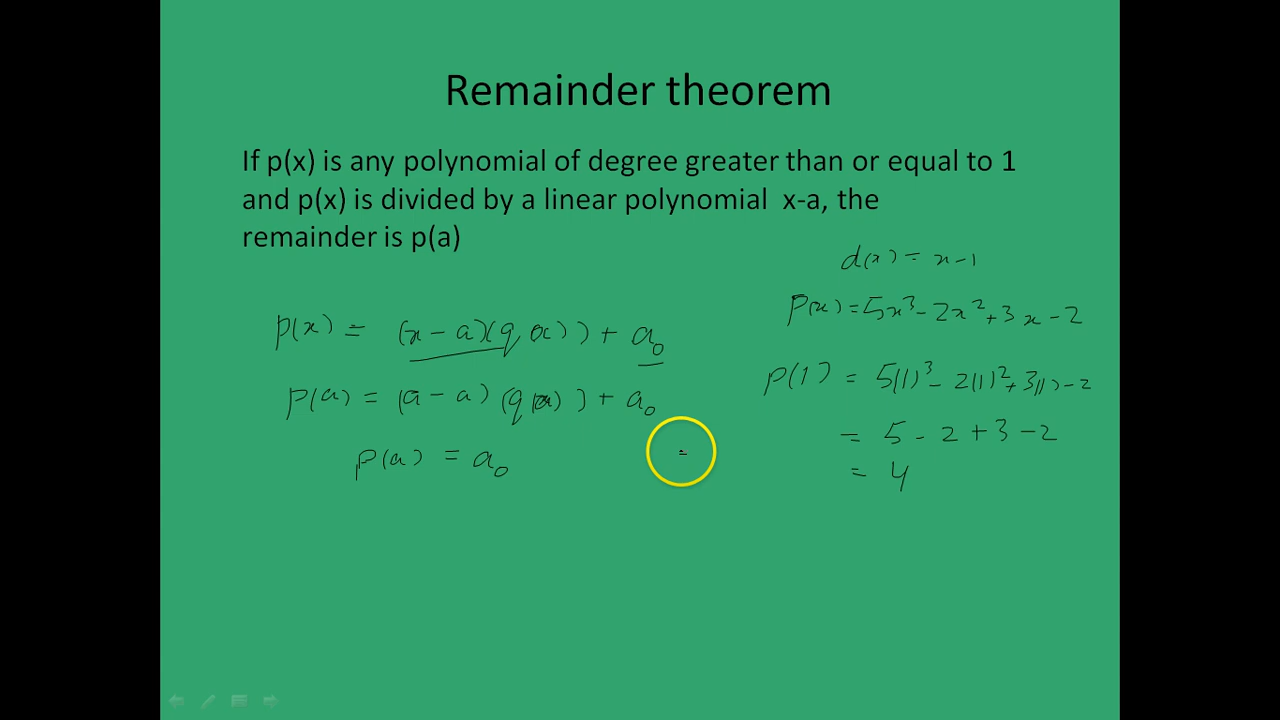 Remainder theorem
If p(x) is any polynomial of degree greater than or equal to 1
and p(x) is divided by a linear polynomial x-a, the
remainder is p(a)
d(x) = x-1
p(x) = 5x³ - 2x² + 3x - 2
p(x) = (x-a)(q(x)) + a₀
p(1) = 5(1)³ - 2(1)² + 3(1) - 2
p(a) = (a-a)(q(a)) + a₀
= 5 - 2 + 3 - 2
p(a) = a₀
=
= 4